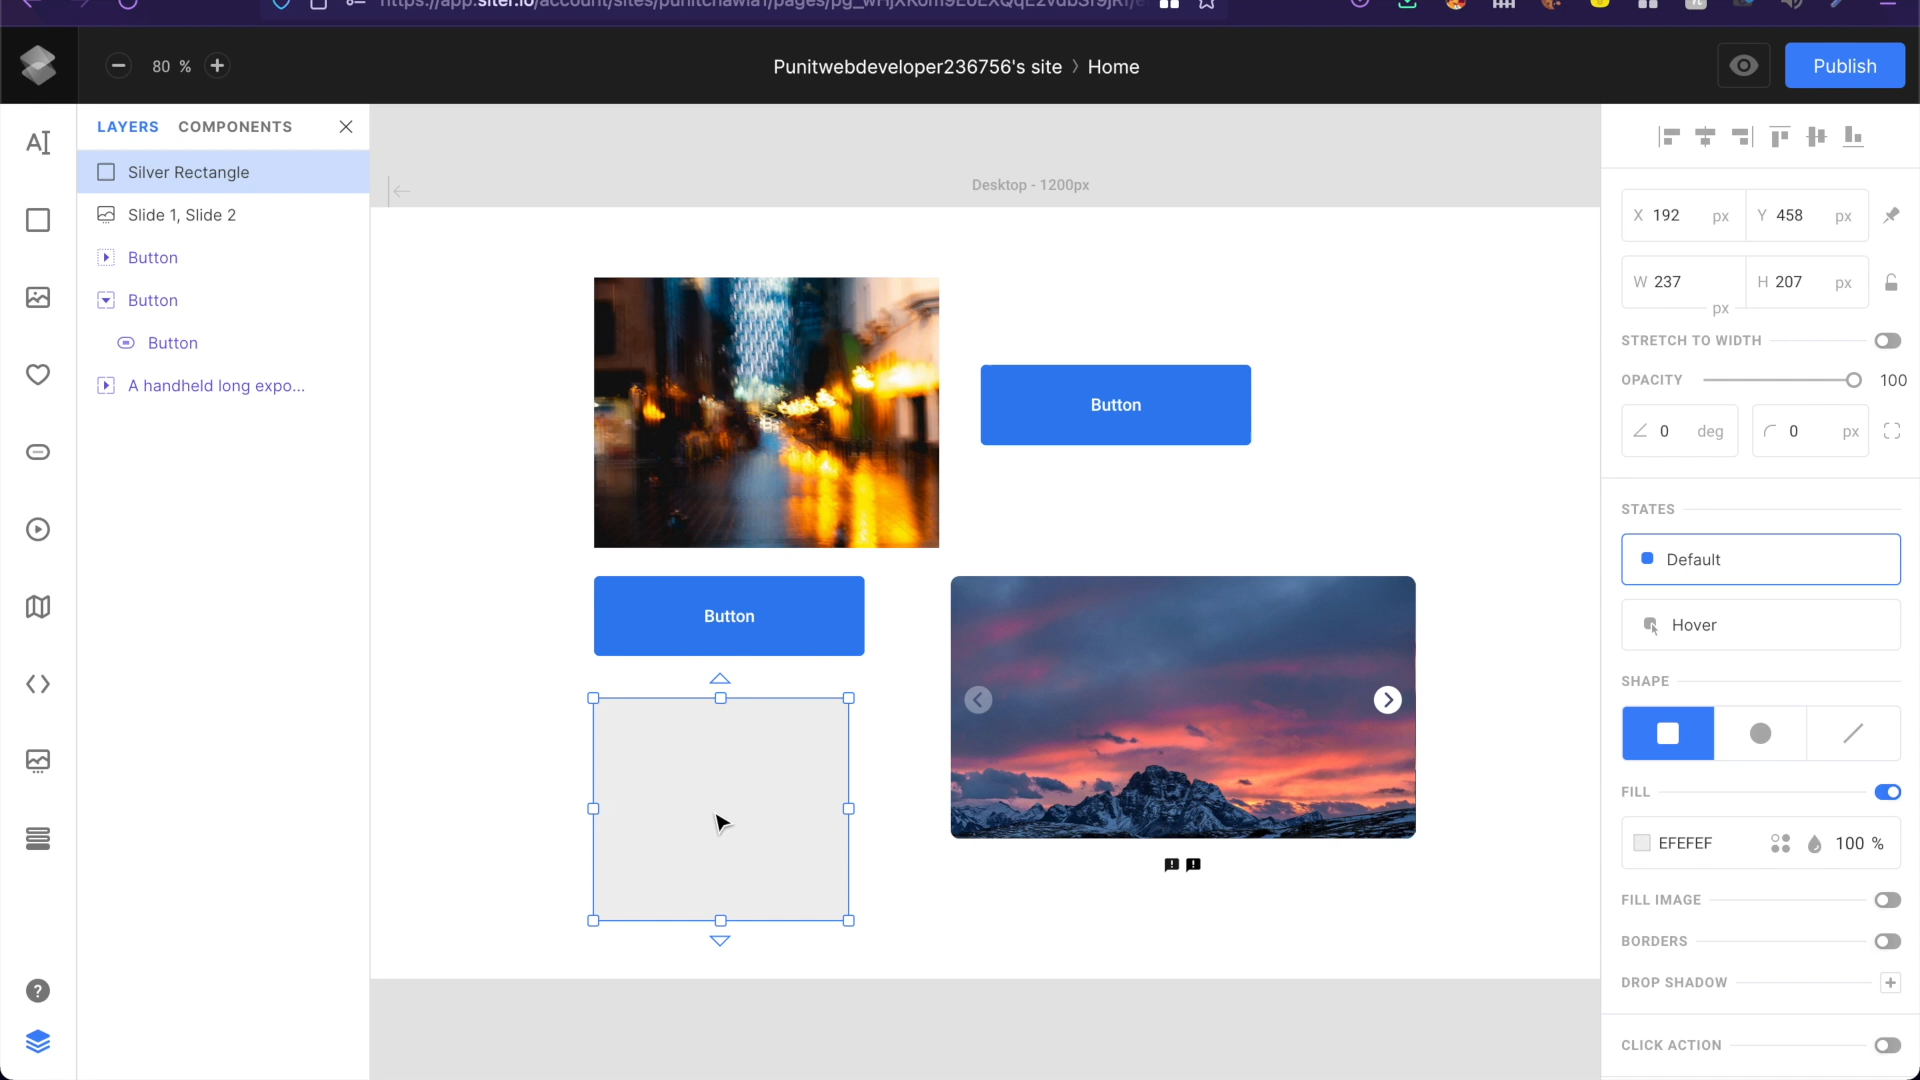 80 %
Punitwebdeveloper236756's site › Home
Publish
LAYERS COMPONENTS
Silver Rectangle
Slide 1, Slide 2
Button
Button
Button
A handheld long expo...
Desktop - 1200px
Button
Button
X 192 px Y 458 px
W 237 px H 207 px
STRETCH TO WIDTH
OPACITY 100
0 deg 0 px
STATES
Default
Hover
SHAPE
FILL
EFEFEF 100 %
FILL IMAGE
BORDERS
DROP SHADOW
CLICK ACTION